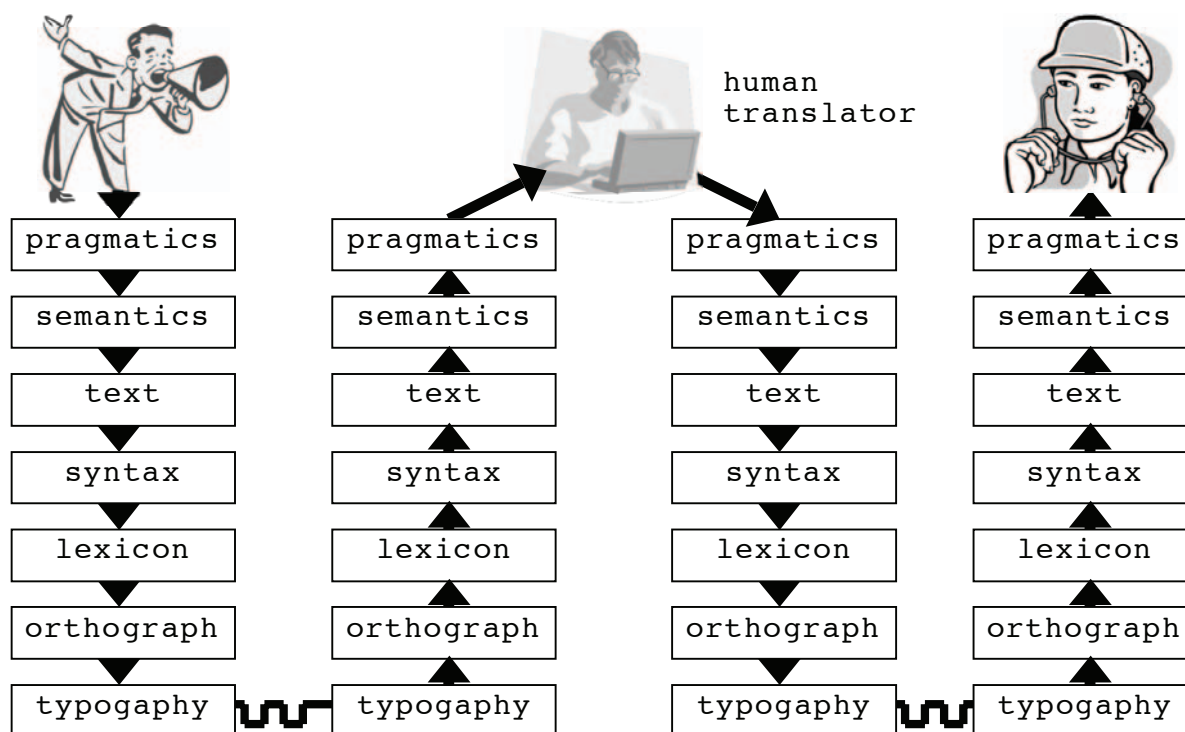 human
translator
pragmatics pragmatics pragmatics pragmatics
semantics semantics semantics semantics
text text text text
syntax syntax syntax syntax
lexicon lexicon lexicon lexicon
orthograph orthograph orthograph orthograph
typogaphy typogaphy typogaphy typogaphy